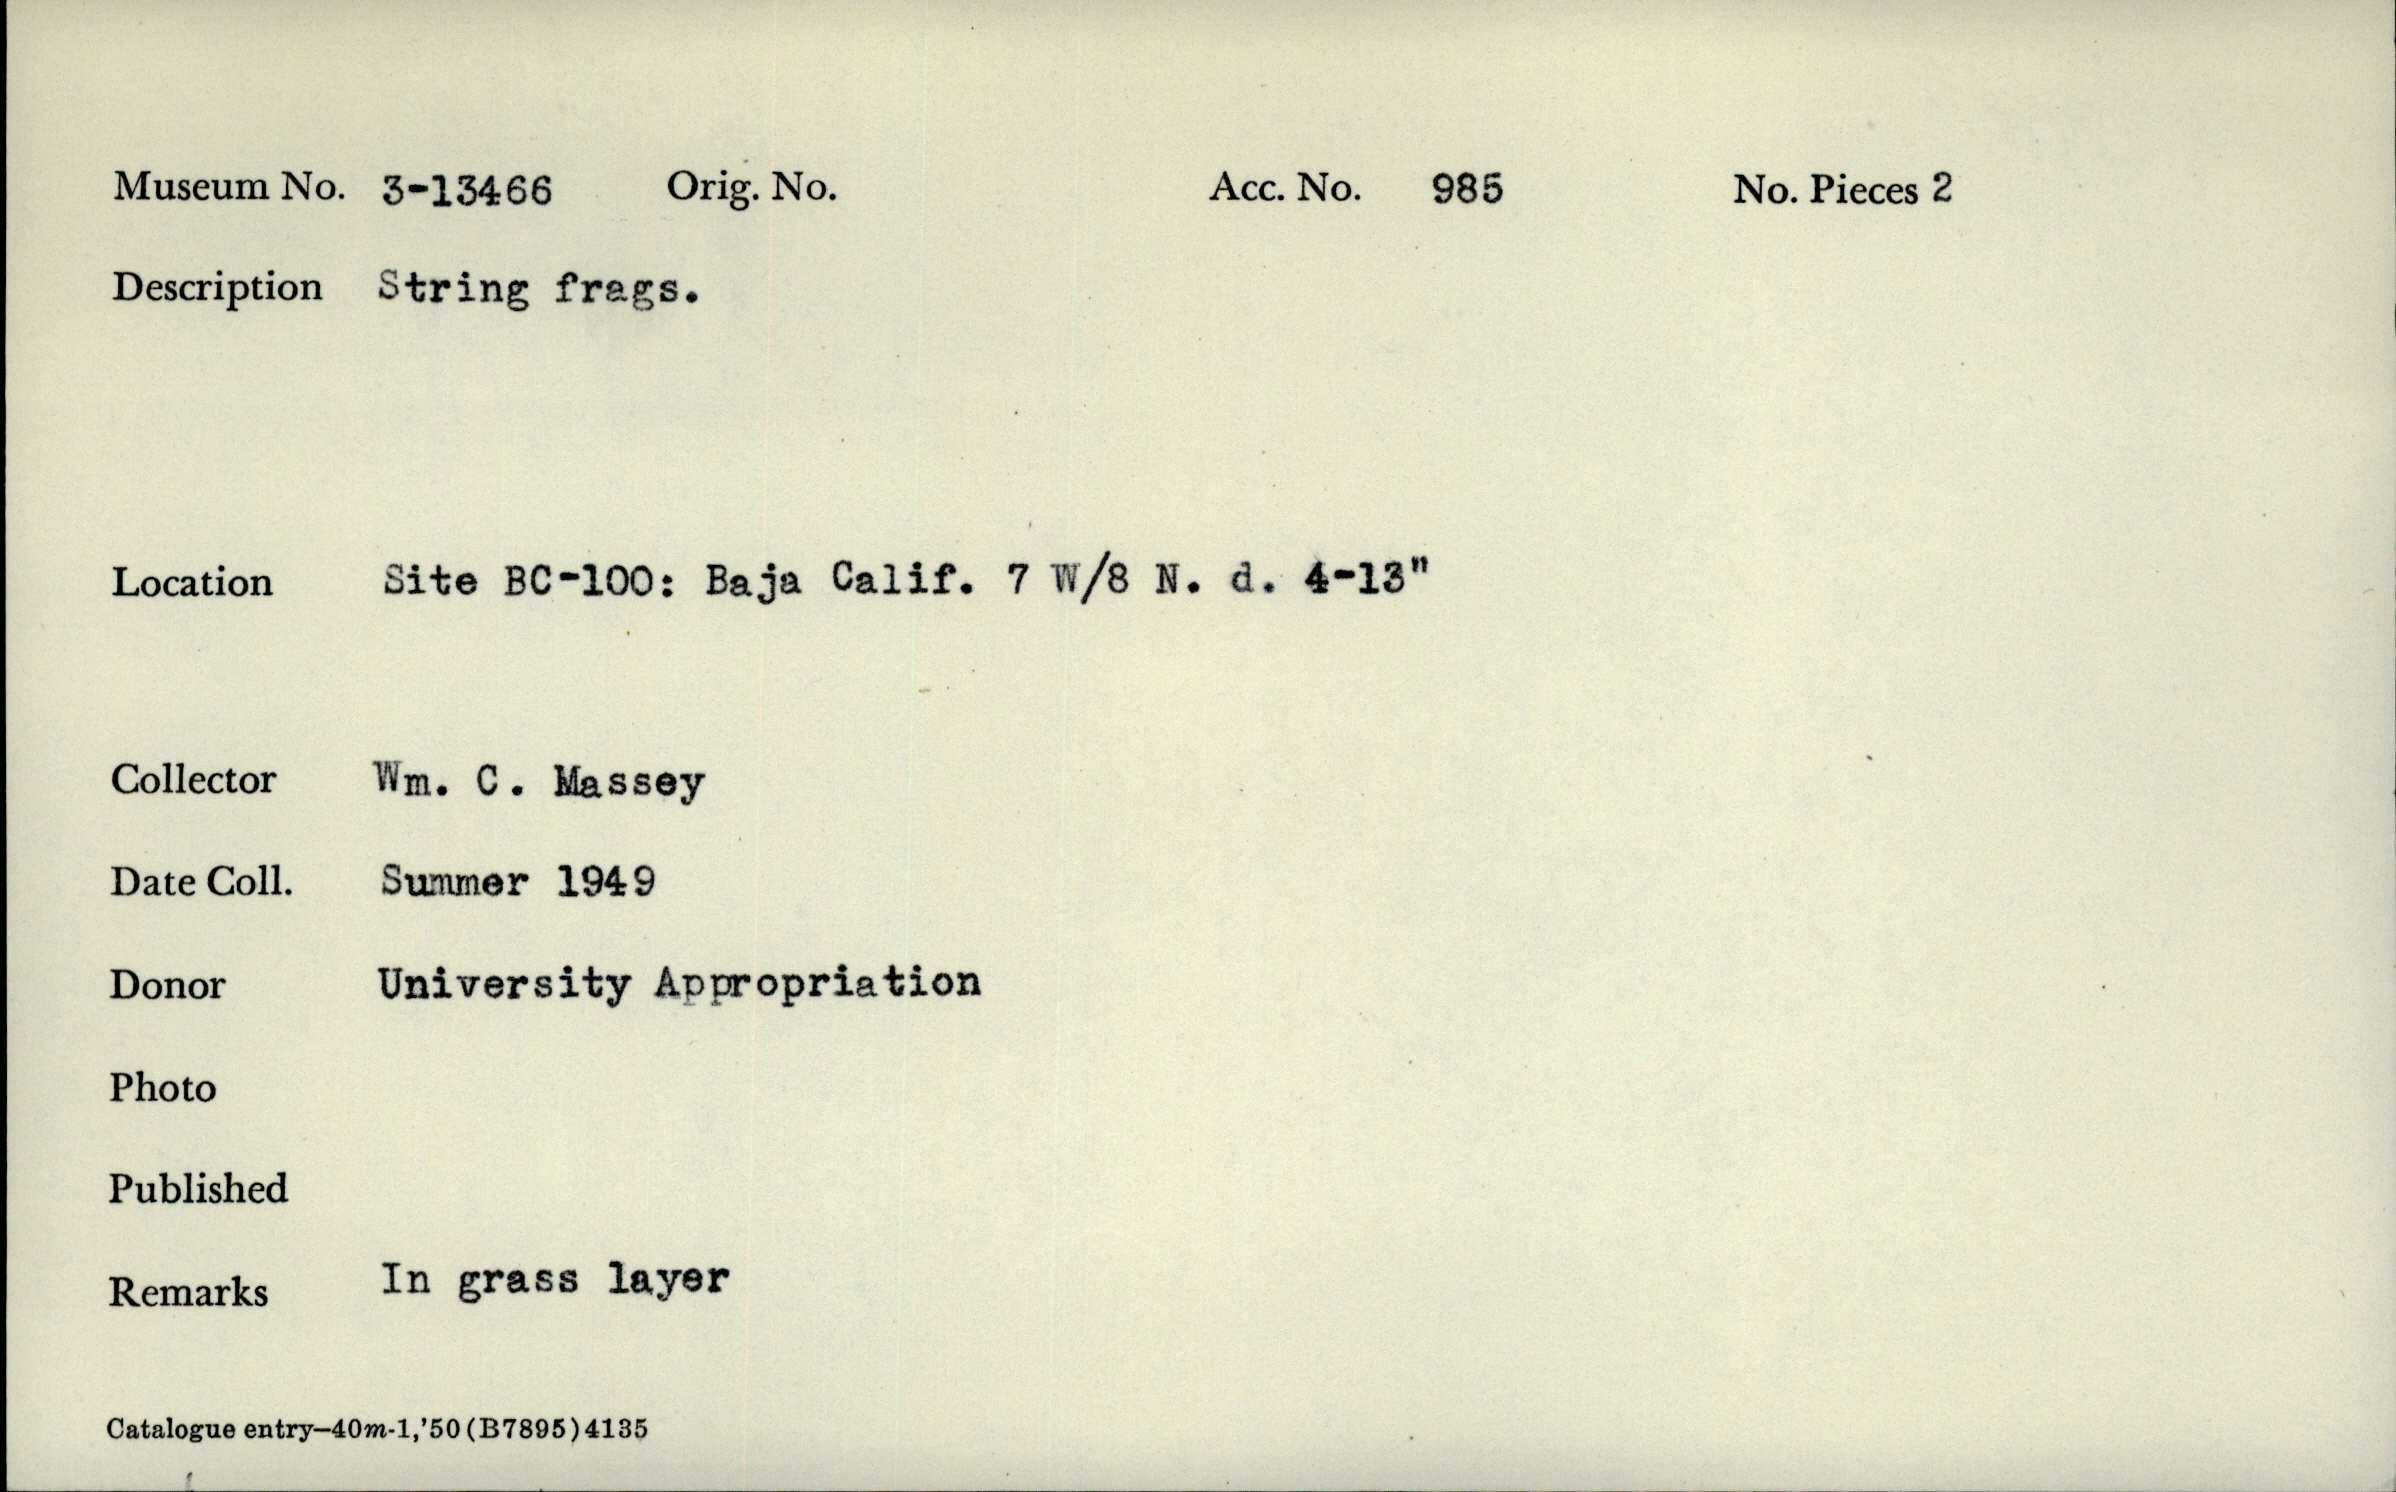 Museum No. 3-13466 Orig. No. Acc. No. 985 No. Pieces 2
Description String frags.
Location Site BC-100: Baja Calif. 7 W/8 N. d. 4-13"
Collector Wm. C. Massey
Date Coll. Summer 1949
Donor University Appropriation
Photo
Published
Remarks In grass layer
Catalogue entry—40m-1,'50(B7895)4135